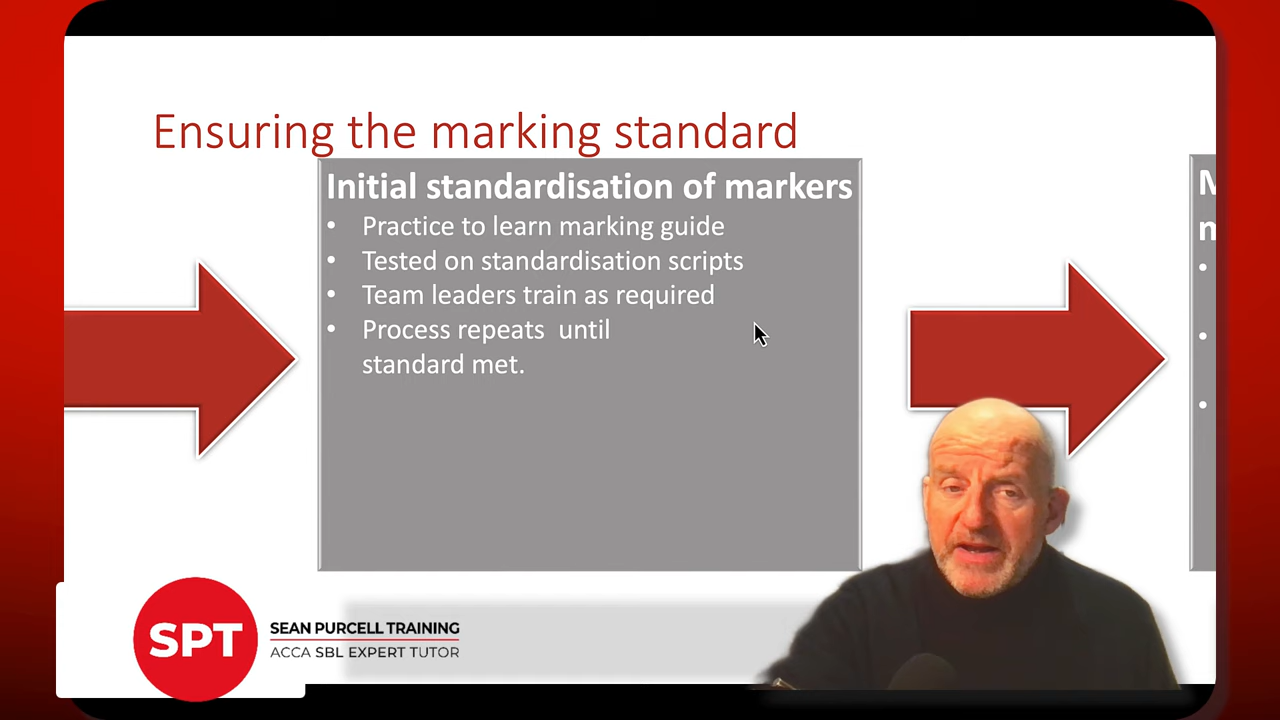 Ensuring the marking standard
Initial standardisation of markers
• Practice to learn marking guide
• Tested on standardisation scripts
• Team leaders train as required
• Process repeats until
standard met.
SPT
SEAN PURCELL TRAINING
ACCA SBL EXPERT TUTOR